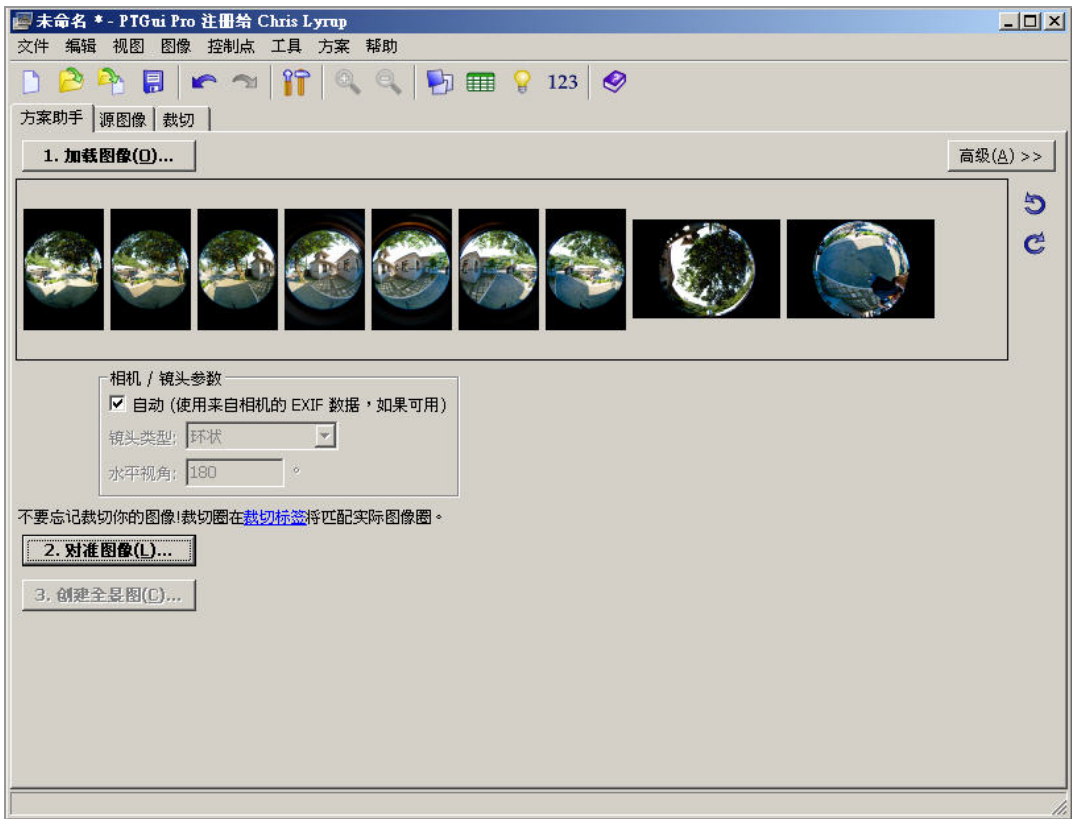 未命名 * - PTGui Pro 注册给 Chris Lyrup
文件 编辑 视图 图像 控制点 工具 方案 帮助
123
方案助手 源图像 裁切
1. 加载图像(O)...
高级(A) >>
相机 / 镜头参数
自动 (使用来自相机的 EXIF 数据，如果可用)
镜头类型: 环状
水平视角: 180 °
不要忘记裁切你的图像!裁切圈在裁切标签将匹配实际图像圈。
2. 对准图像(L)...
3. 创建全景图(C)...